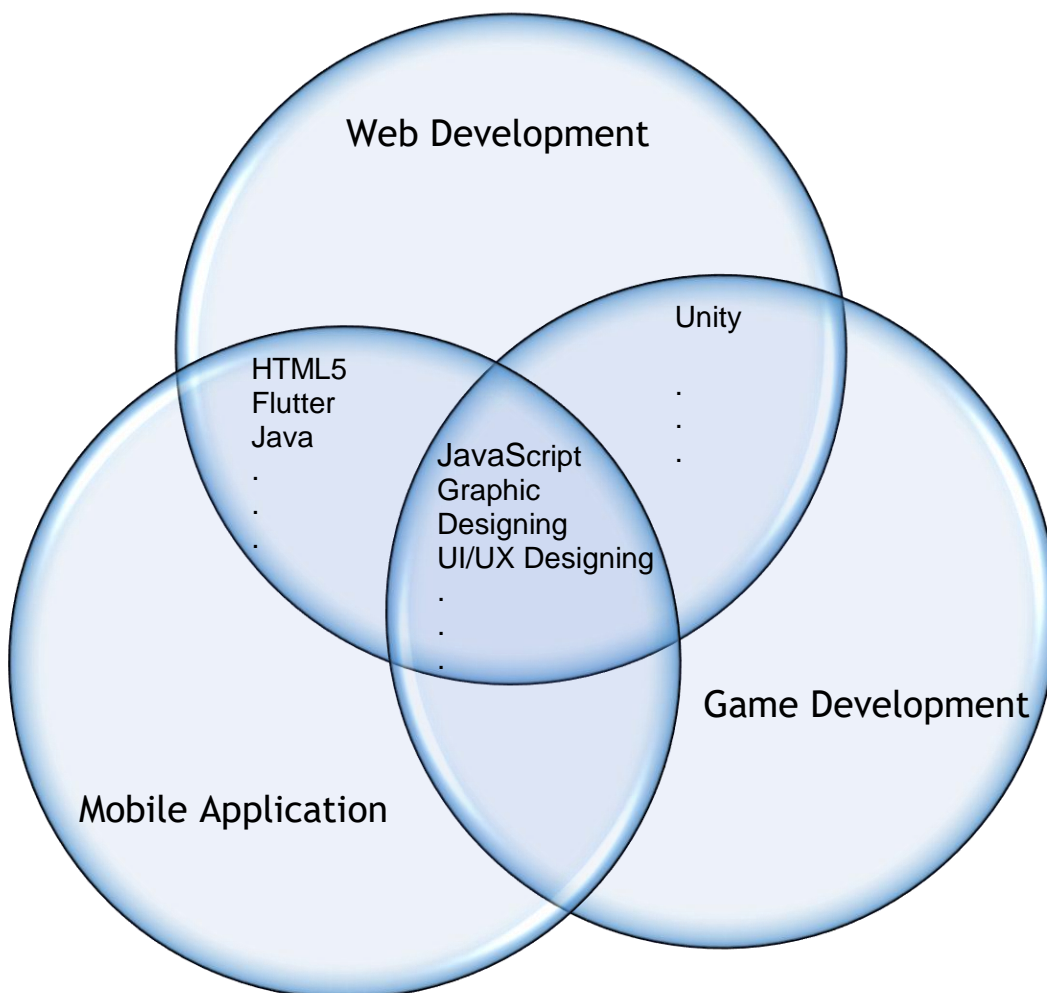 Web Development
Unity
.
.
.
HTML5
Flutter
Java
.
.
.
JavaScript
Graphic
Designing
UI/UX Designing
.
.
.
Game Development
Mobile Application